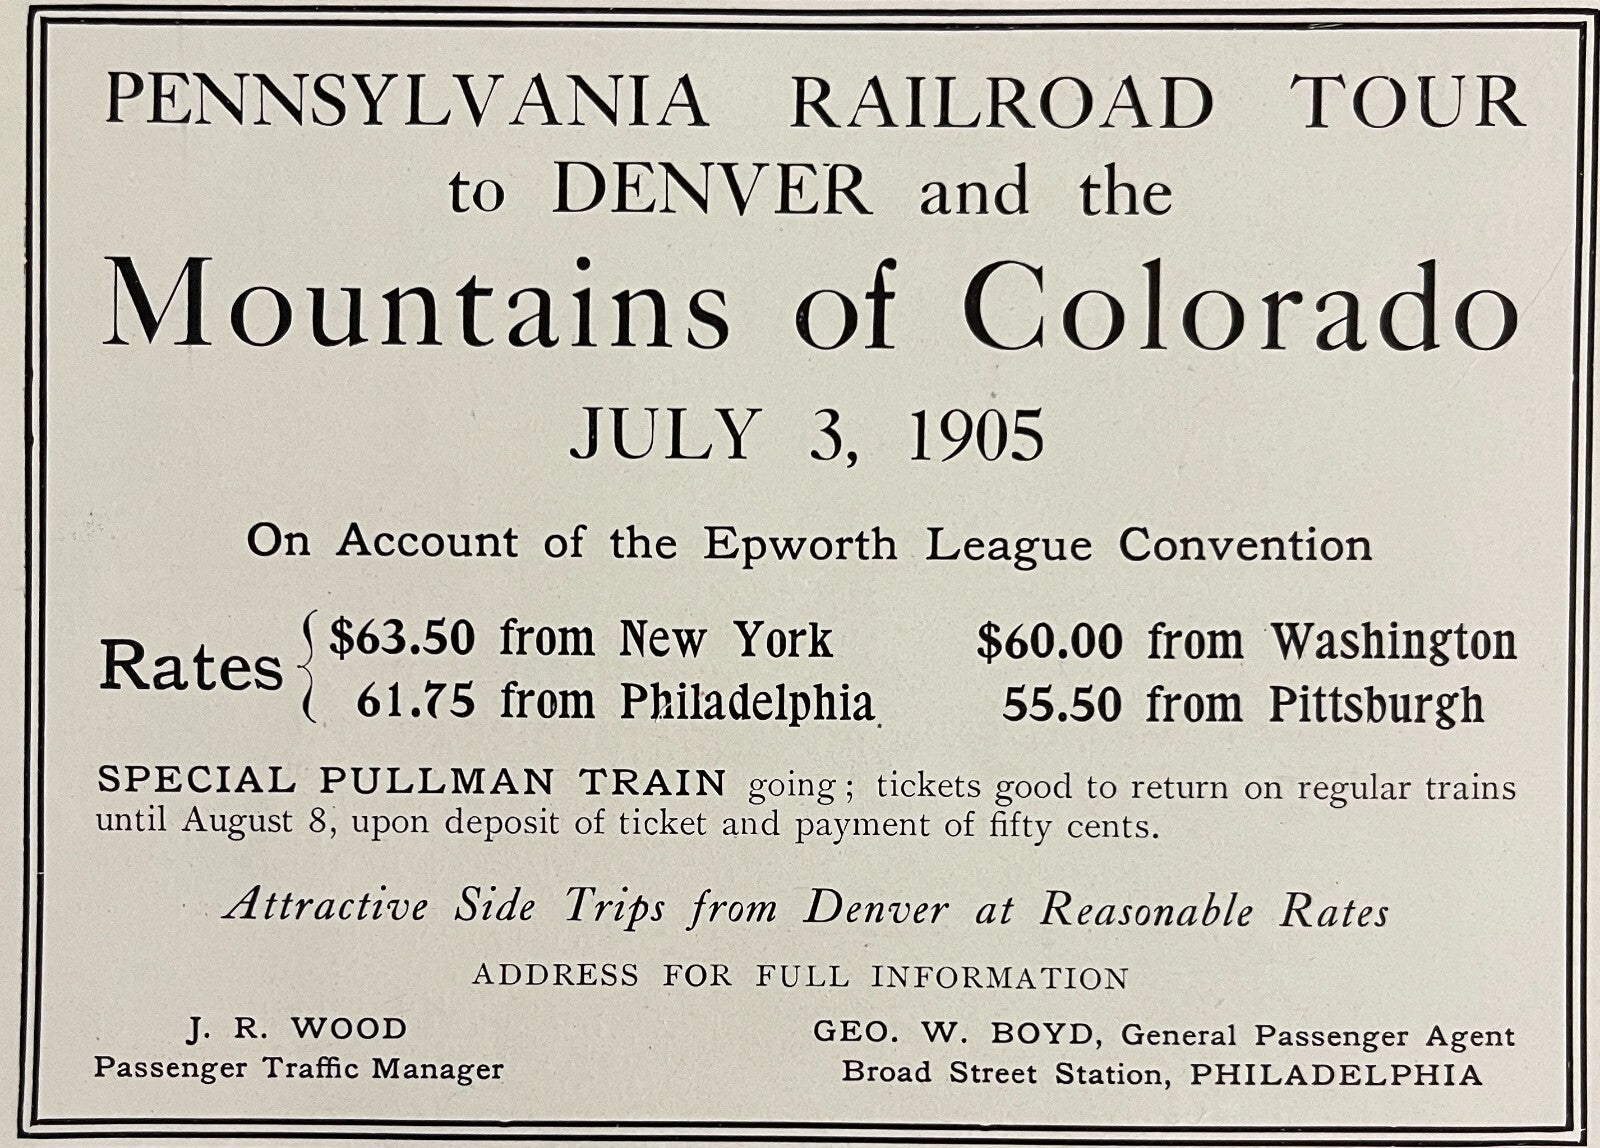 PENNSYLVANIA RAILROAD TOUR
to DENVER and the
Mountains of Colorado
JULY 3, 1905
On Account of the Epworth League Convention
Rates { $63.50 from New York $60.00 from Washington
61.75 from Philadelphia 55.50 from Pittsburgh
SPECIAL PULLMAN TRAIN going; tickets good to return on regular trains
until August 8, upon deposit of ticket and payment of fifty cents.
Attractive Side Trips from Denver at Reasonable Rates
ADDRESS FOR FULL INFORMATION
J. R. WOOD GEO. W. BOYD, General Passenger Agent
Passenger Traffic Manager Broad Street Station, PHILADELPHIA